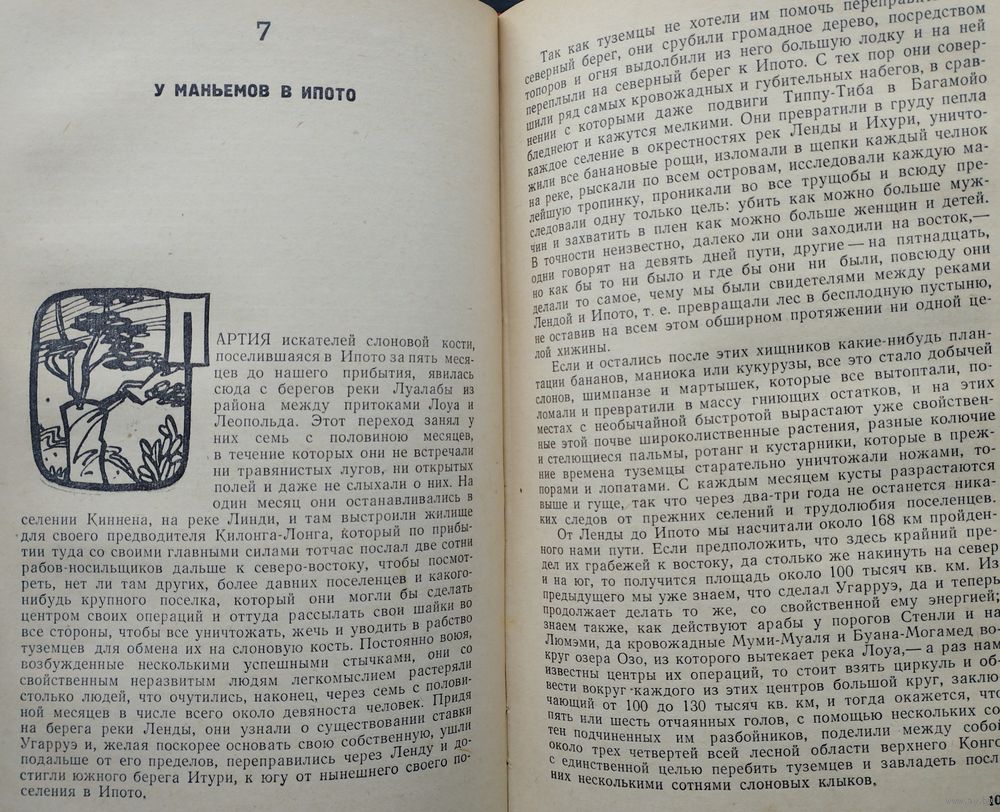 7
У МАНЬЕМОВ В ИПОТО
ПАРТИЯ искателей слоновой кости,
поселившаяся в Ипото за пять меся-
цев до нашего прибытия, явилась
сюда с берегов реки Луалабы из
района между притоками Лоуа и
Леопольда. Этот переход занял у
них семь с половиною месяцев,
в течение которых они не встречали
ни травянистых лугов, ни открытых
полей и даже не слыхали о них. На
один месяц они останавливались в
селении Киннена, на реке Линди, и там выстроили жилище
для своего предводителя Килонга-Лонга, который по прибы-
тии туда со своими главными силами тотчас послал две сотни
рабов-носильщиков дальше к северо-востоку, чтобы посмот-
реть, нет ли там других, более давних поселенцев и какого-
нибудь крупного поселка, который они могли бы сделать
центром своих операций и оттуда рассылать свои шайки во
все стороны, чтобы все уничтожать, жечь и уводить в рабство
туземцев для обмена их на слоновую кость. Постоянно воюя,
возбужденные несколькими успешными стычками, они со
свойственным неразвитым людям легкомыслием растеряли
столько людей, что очутились, наконец, через семь с полови-
ной месяцев в числе всего около девяноста человек. Придя
на берега реки Ленды, они узнали о существовании ставки
Угарруэ и, желая поскорее основать свою собственную, ушли
подальше от его пределов, переправились через Ленду и до-
стигли южного берега Итури, к югу от нынешнего своего по-
селения в Ипото.
Так как туземцы не хотели им помочь
северный берег, они срубили громадное дерево, посредством
топоров и огня выдолбили из него большую лодку и на ней
переплыли на северный берег к Ипото. С тех пор они совер-
шили ряд самых кровожадных и губительных набегов, в срав-
нении с которыми даже подвиги Типпу-Тиба в Багамойо
бледнеют и кажутся мелкими. Они превратили в груду пепла
каждое селение в окрестностях рек Ленды и Ихури, уничто-
жили все банановые рощи, изломали в щепки каждый челнок
на реке, рыскали по всем островам, исследовали каждую ма-
лейшую тропинку, проникали во все трущобы и всюду пре-
следовали одну только цель: убить как можно больше муж-
чин и захватить в плен как можно больше женщин и детей.
В точности неизвестно, далеко ли они заходили на восток,—
одни говорят на девять дней пути, другие — на пятнадцать,
но как бы то ни было и где бы они ни были, повсюду они
делали то самое, чему мы были свидетелями между реками
Лендой и Ипото, т. е. превращали лес в бесплодную пустыню,
не оставив на всем этом обширном протяжении ни одной це-
лой хижины.
Если и остались после этих хищников какие-нибудь план-
тации бананов, маниока или кукурузы, все это стало добычей
слонов, шимпанзе и мартышек, которые все вытоптали, по-
ломали и превратили в массу гниющих остатков, и на этих
местах с необычайной быстротой вырастают уже свойствен-
ные этой почве широколиственные растения, разные колючие
и стелющиеся пальмы, ротанг и кустарники, которые в преж-
ние времена туземцы старательно уничтожали ножами, то-
порами и лопатами. С каждым месяцем кусты разрастаются
выше и гуще, так что через два-три года не останется ника-
ких следов от прежних селений и трудолюбия поселенцев.
От Ленды до Ипото мы насчитали около 168 км пройден-
ного нами пути. Если предположить, что здесь крайний пре-
дел их грабежей к востоку, да столько же накинуть на север
и на юг, то получится площадь около 100 тысяч кв. км. Из
предыдущего мы уже знаем, что сделал Угарруэ, да и теперь
продолжает делать то же, со свойственной ему энергией;
знаем также, как действуют арабы у порогов Стенли и на
Люмэми, да кровожадные Муми-Муаля и Буана-Могамед во-
круг озера Озо, из которого вытекает река Лоуа,— а раз нам
известны центры их операций, то стоит взять циркуль и об-
вести вокруг каждого из этих центров большой круг, заклю-
чающий от 100 до 130 тысяч кв. км, и тогда окажется, что
пять или шесть отчаянных голов, с помощью нескольких со-
тен подчиненных им разбойников, поделили между собой
около трех четвертей всей лесной области верхнего Конго
с единственной целью перебить туземцев и завладеть посл
них несколькими сотнями слоновых клыков.
10